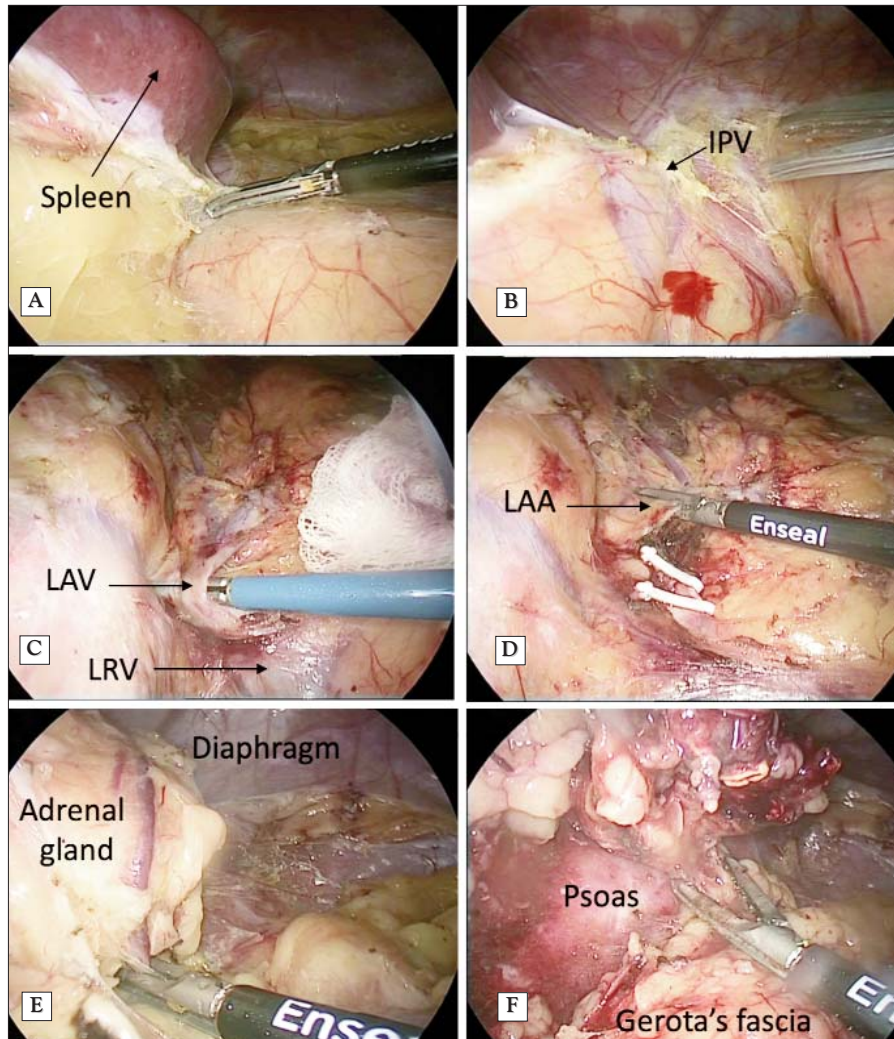 Spleen
A
IPV
B
LAV
LRV
C
LAA
Enseal
D
Diaphragm
Adrenal
gland
Enseal
E
Psoas
Gerota's fascia
F